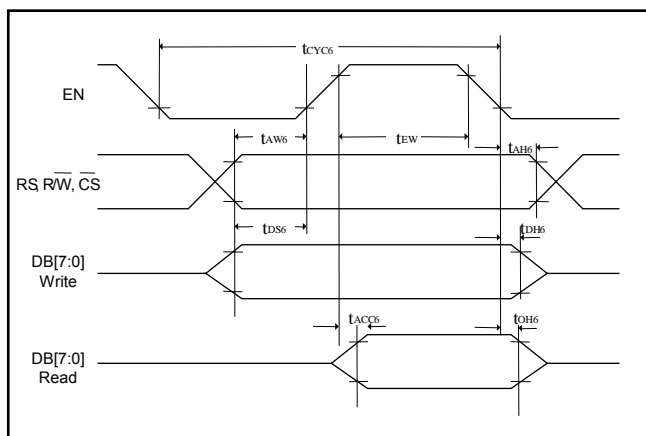 tCYC6
EN
tAW6
tEW
tAH6
RS, R/W, CS
tDS6
tDH6
DB[7:0]
Write
tACC6
tOH6
DB[7:0]
Read